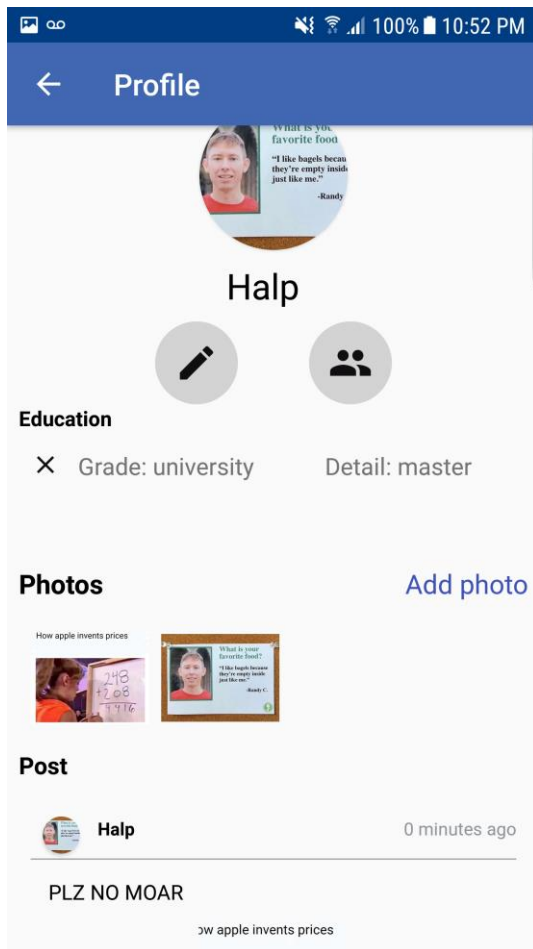 100% 10:52 PM
Profile
What is your
favorite food
"I like bagels becau
they're empty inside
just like me."
-Randy
Halp
Education
Grade: university Detail: master
Photos Add photo
How apple invents prices
248
+208
4416
What is your
favorite food?
"I like bagels because
they're empty inside
just like me."
-Randy C.
Post
Halp 0 minutes ago
PLZ NO MOAR
ow apple invents prices